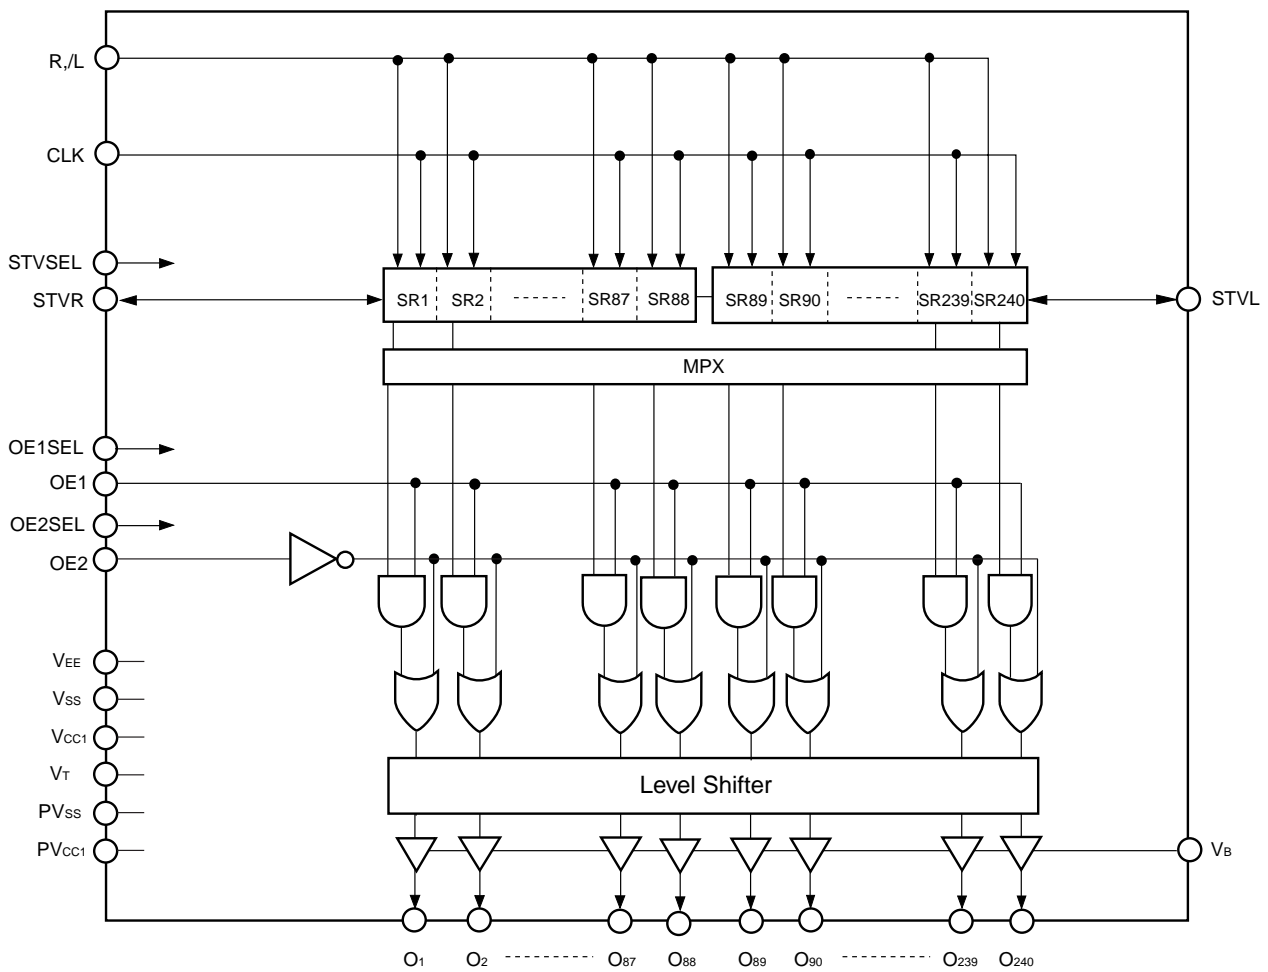 R,/L
CLK
STVSEL
STVR
SR1 SR2 SR87 SR88 SR89 SR90 SR239 SR240
STVL
MPX
OE1SEL
OE1
OE2SEL
OE2
VEE
VSS
VCC1
VT
PVSS
PVCC1
Level Shifter
VB
O1 O2 O87 O88 O89 O90 O239 O240